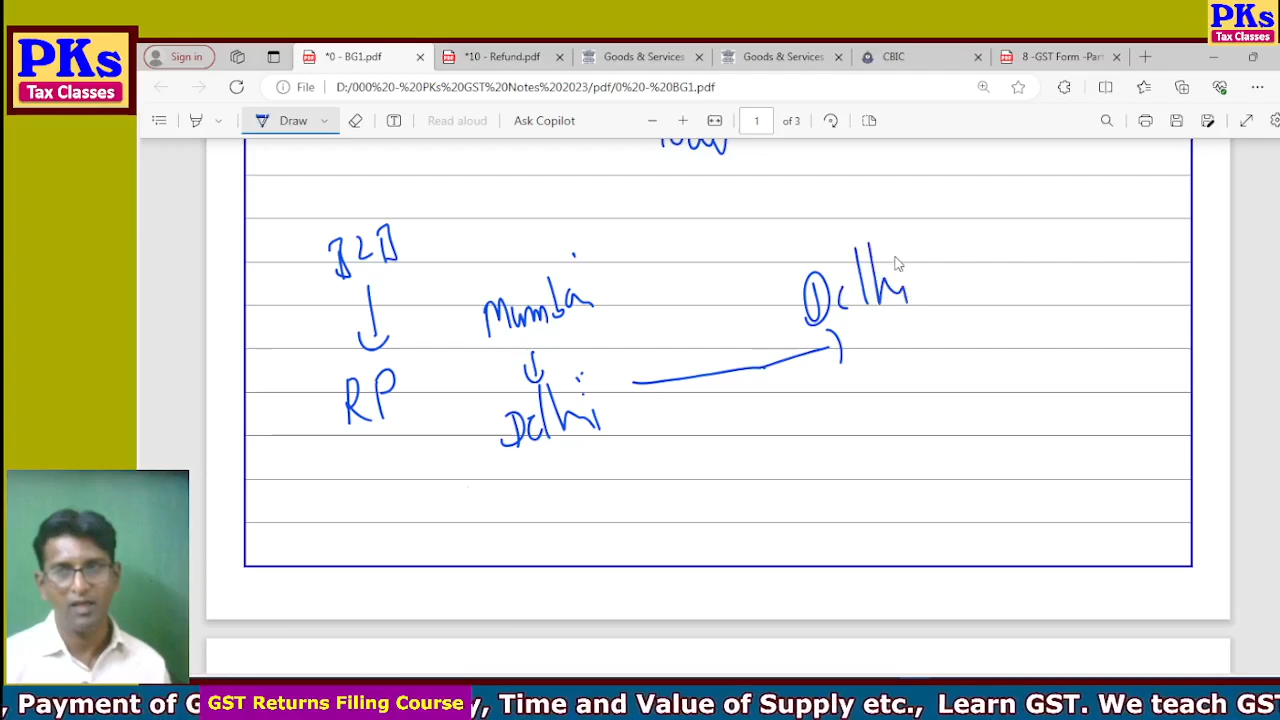 PKs
Tax Classes
PKs
Tax Classes
Sign in
*0 - BG1.pdf
*10 - Refund.pdf
Goods & Services
Goods & Services
CBIC
8 -GST Form -Part
File
D:/000%20-%20PKs%20GST%20Notes%202023/pdf/0%20-%20BG1.pdf
Draw
Read aloud
Ask Copilot
1
of 3
B2B
RP
Mumbai
Delhi
Delhi
, Payment of G
GST Returns Filing Course
y, Time and Value of Supply etc., Learn GST. We teach GST